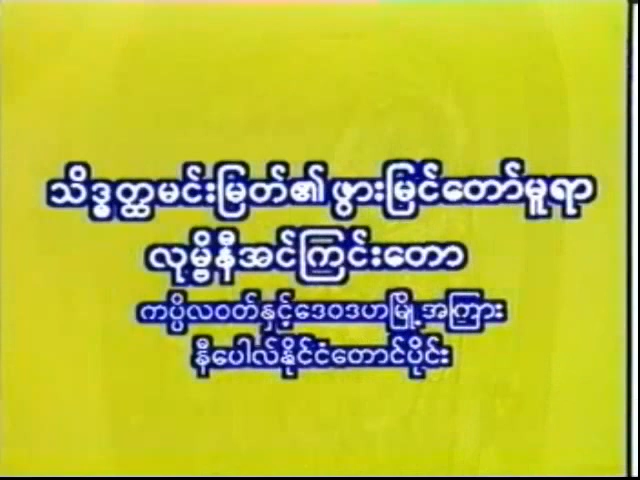 သိဒ္ဓတ္ထမင်းမြတ်၏ ဖွားမြင်တော်မူရာ
လုမ္ဗိနီအင်ကြင်းတော
ကပ္ပိလဝတ်နှင့်ဒေဝဒဟမြို့အကြား
နီပေါလ်နိုင်ငံတောင်ပိုင်း